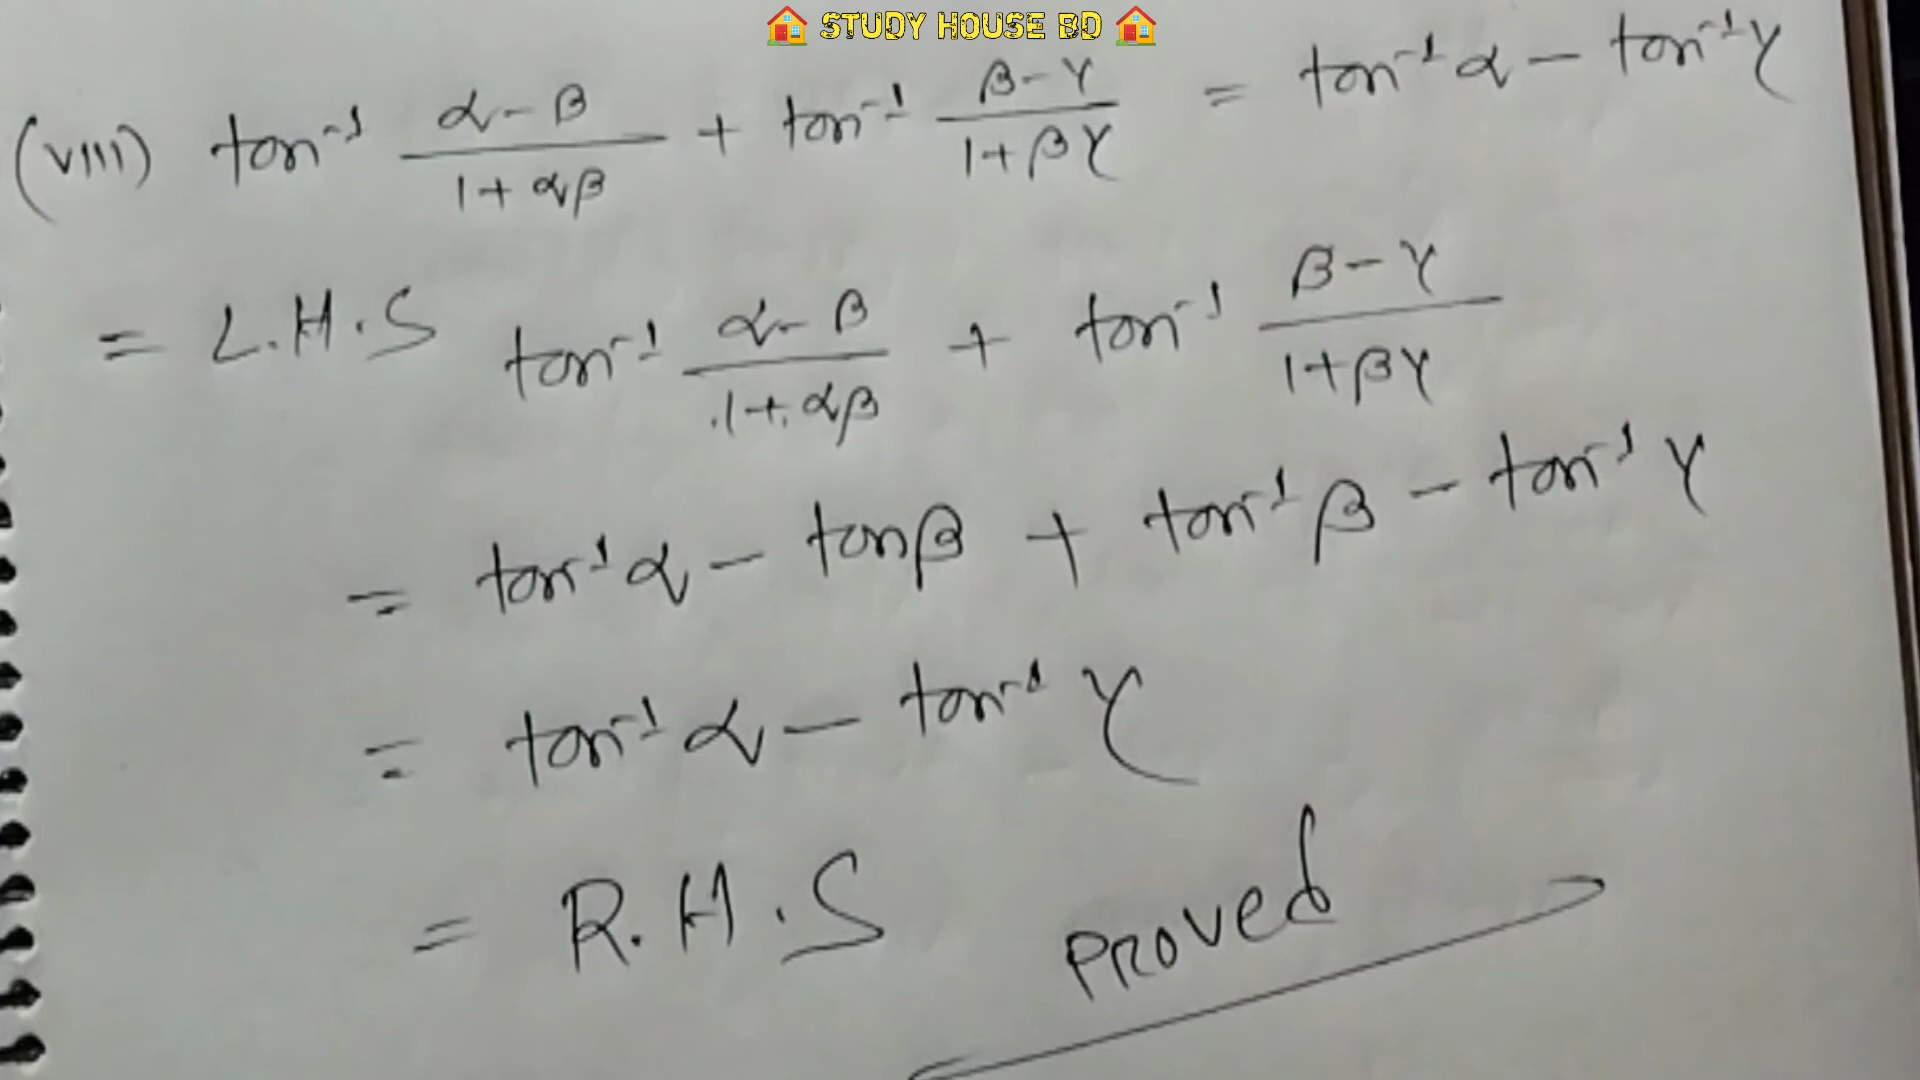 🏠 STUDY HOUSE BD 🏠
(VIII) tan⁻¹ (α-β)/(1+αβ) + tan⁻¹ (β-γ)/(1+βγ) = tan⁻¹α - tan⁻¹γ
= L.H.S tan⁻¹ (α-β)/(1+αβ) + tan⁻¹ (β-γ)/(1+βγ)
= tan⁻¹α - tanβ + tan⁻¹β - tan⁻¹γ
= tan⁻¹α - tan⁻¹γ
= R.H.S Proved